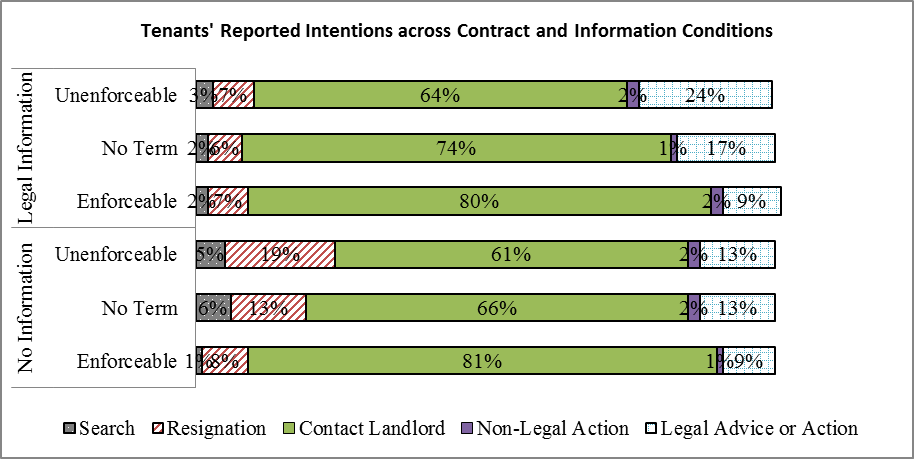 Tenants' Reported Intentions across Contract and Information Conditions
Legal Information
Unenforceable 3% 7% 64% 2% 24%
No Term 2% 6% 74% 1% 17%
Enforceable 2% 7% 80% 2% 9%
No Information
Unenforceable 5% 19% 61% 2% 13%
No Term 6% 13% 66% 2% 13%
Enforceable 1% 8% 81% 1% 9%
Search Resignation Contact Landlord Non-Legal Action Legal Advice or Action